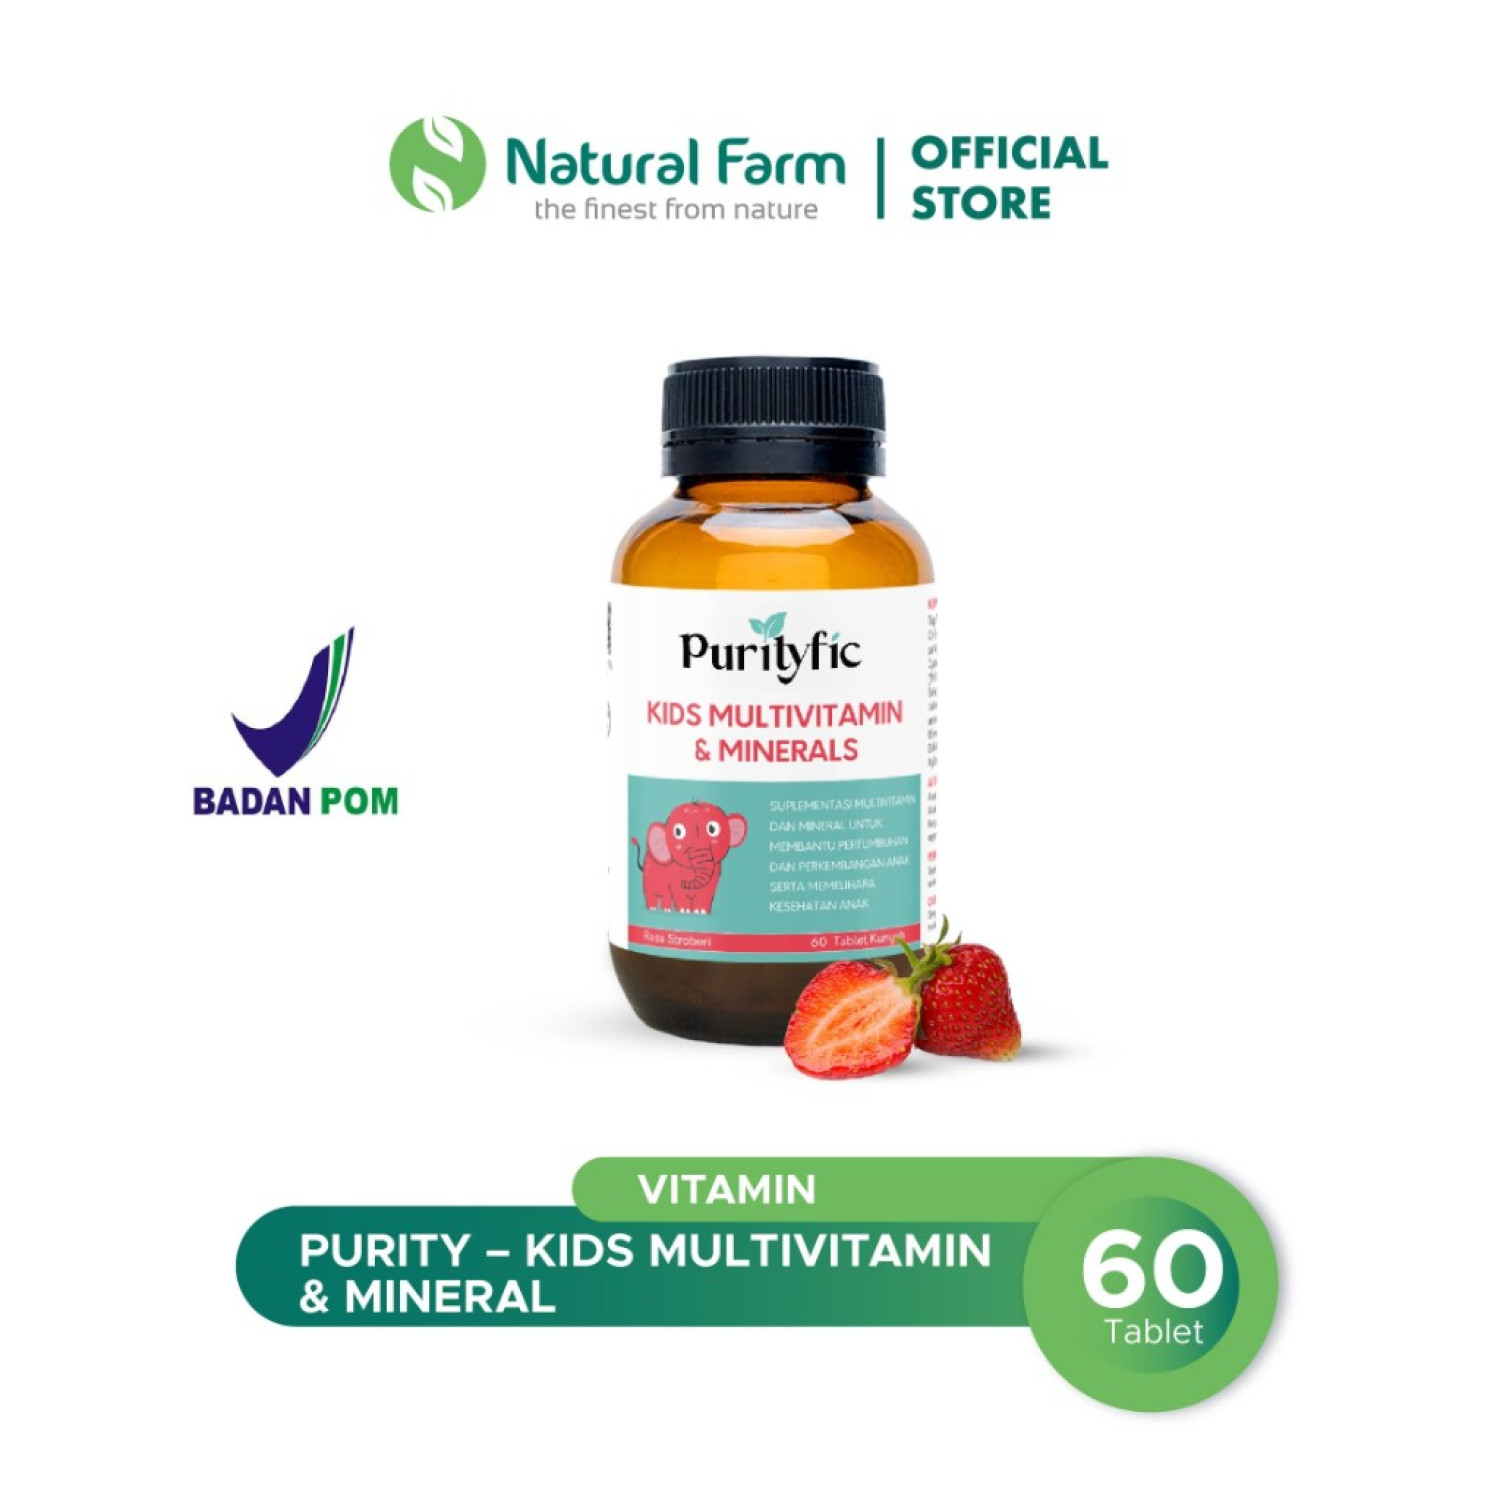 Natural Farm
the finest from nature
OFFICIAL
STORE
Purityfic
KIDS MULTIVITAMIN
& MINERALS
SUPLEMENTASI MULTIVITAMIN
DAN MINERAL UNTUK
MEMBANTU PERTUMBUHAN
DAN PERKEMBANGAN ANAK
SERTA MEMELIHARA
KESEHATAN ANAK
Rasa Stroberi
60 Tablet Kunyah
BADAN POM
VITAMIN
PURITY – KIDS MULTIVITAMIN
& MINERAL
60
Tablet